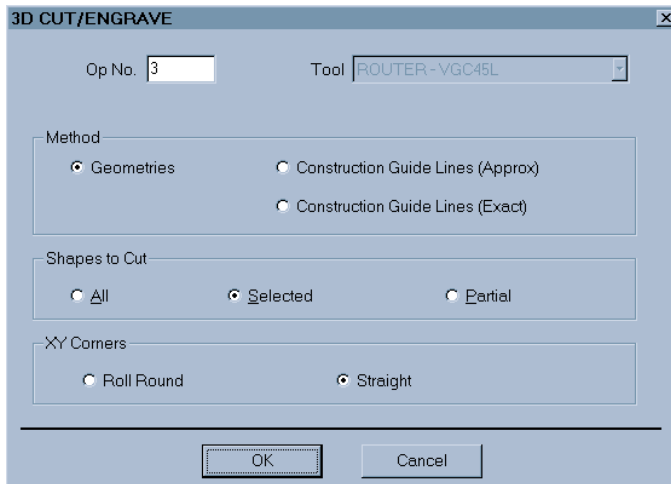 3D CUT/ENGRAVE
Op No. 3 Tool ROUTER - VGC45L
Method
Geometries Construction Guide Lines (Approx)
Construction Guide Lines (Exact)
Shapes to Cut
All Selected Partial
XY Corners
Roll Round Straight
OK Cancel